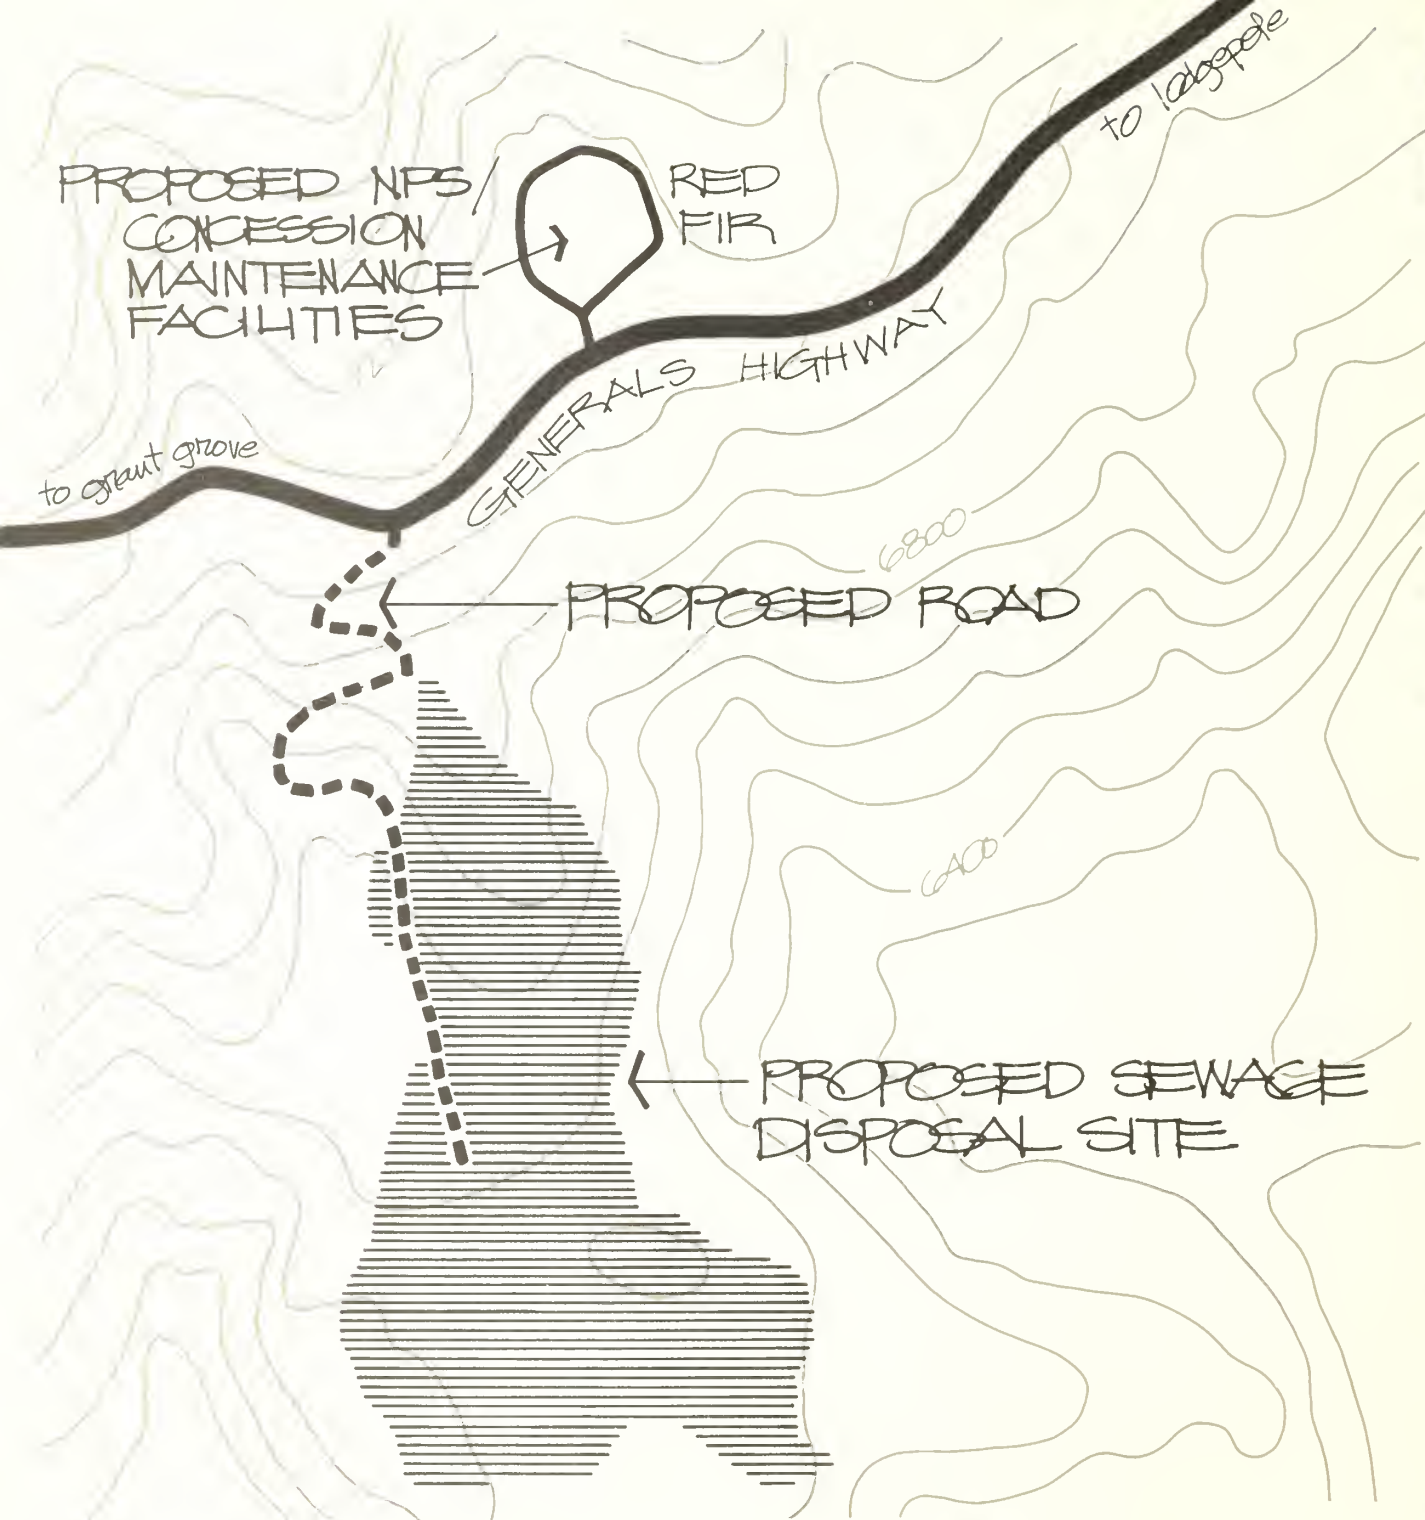 to lodgepole
PROPOSED NPS/
CONCESSION
MAINTENANCE
FACILITIES
RED
FIR
GENERALS HIGHWAY
to grant grove
6800
PROPOSED ROAD
6400
PROPOSED SEWAGE
DISPOSAL SITE